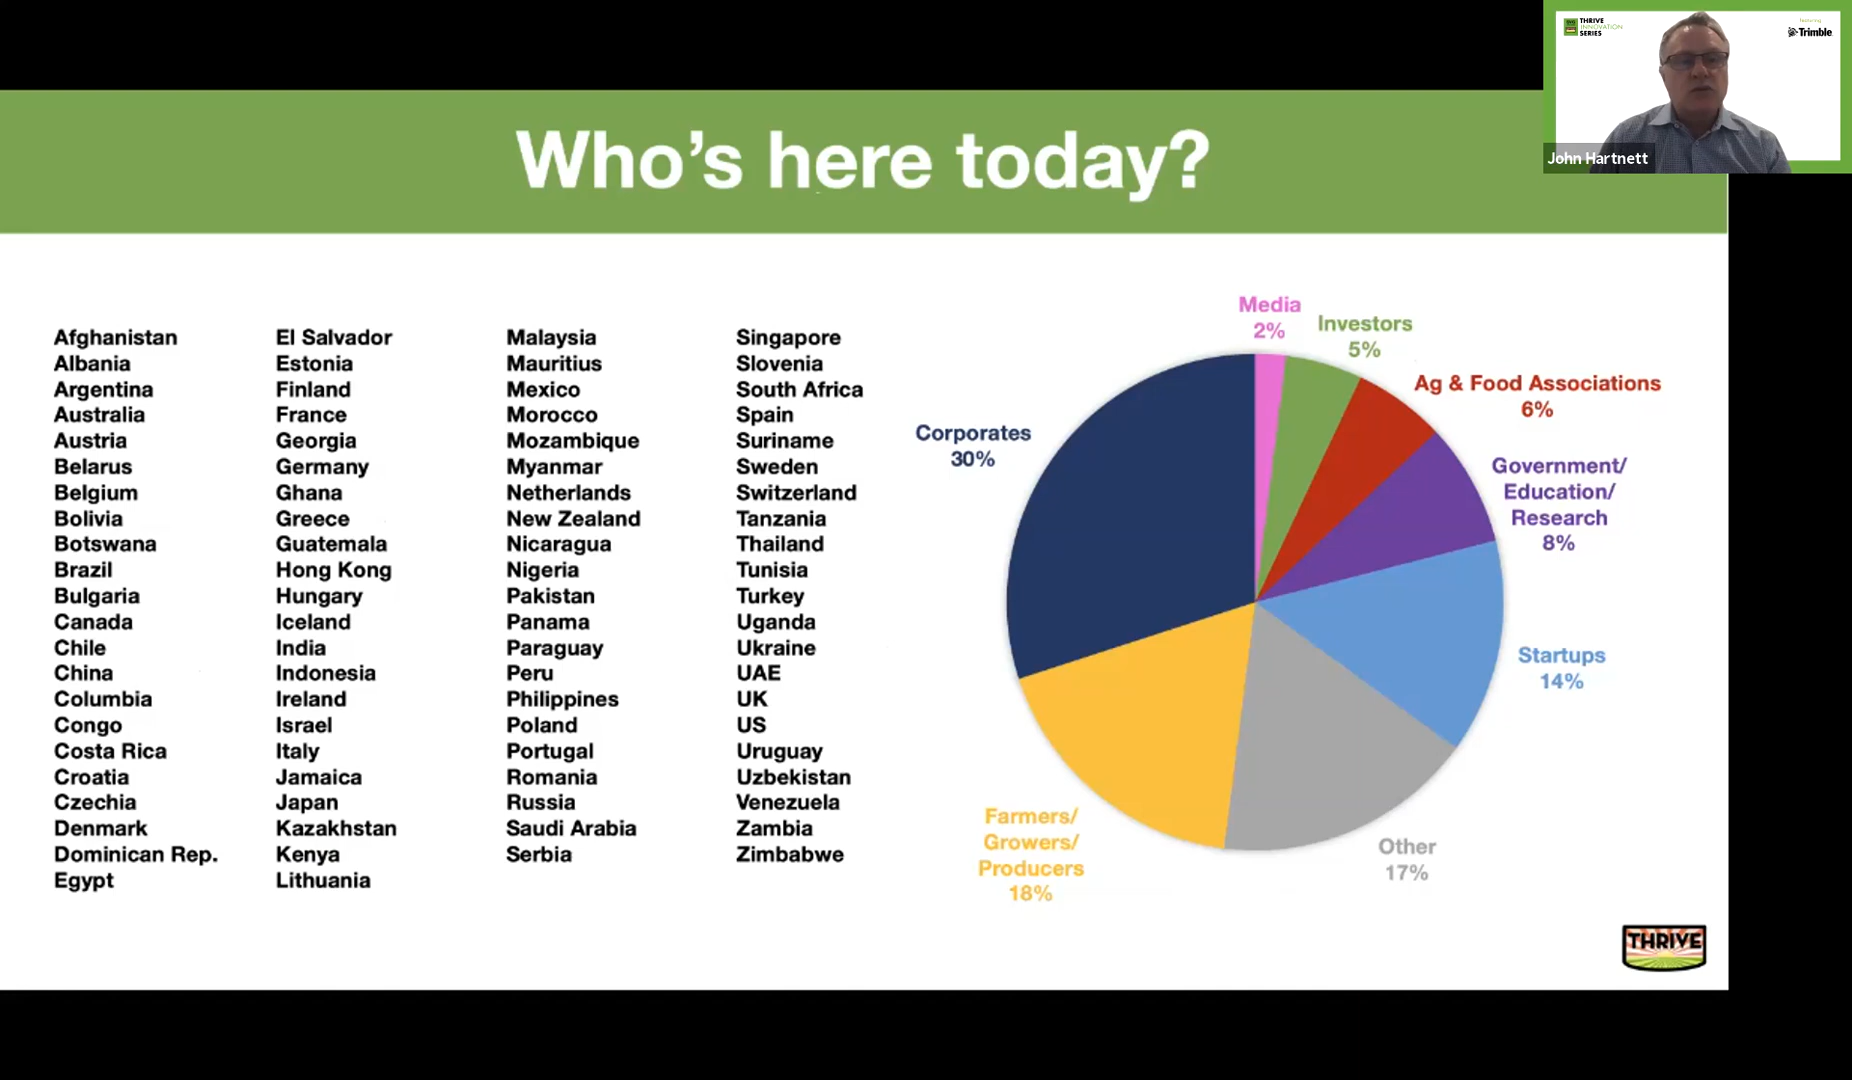 THRIVE
INNOVATION
SERIES
featuring
Trimble
John Hartnett
Who's here today?
Afghanistan
Albania
Argentina
Australia
Austria
Belarus
Belgium
Bolivia
Botswana
Brazil
Bulgaria
Canada
Chile
China
Columbia
Congo
Costa Rica
Croatia
Czechia
Denmark
Dominican Rep.
Egypt
El Salvador
Estonia
Finland
France
Georgia
Germany
Ghana
Greece
Guatemala
Hong Kong
Hungary
Iceland
India
Indonesia
Ireland
Israel
Italy
Jamaica
Japan
Kazakhstan
Kenya
Lithuania
Malaysia
Mauritius
Mexico
Morocco
Mozambique
Myanmar
Netherlands
New Zealand
Nicaragua
Nigeria
Pakistan
Panama
Paraguay
Peru
Philippines
Poland
Portugal
Romania
Russia
Saudi Arabia
Serbia
Singapore
Slovenia
South Africa
Spain
Suriname
Sweden
Switzerland
Tanzania
Thailand
Tunisia
Turkey
Uganda
Ukraine
UAE
UK
US
Uruguay
Uzbekistan
Venezuela
Zambia
Zimbabwe
Media
2%
Investors
5%
Ag & Food Associations
6%
Government/
Education/
Research
8%
Startups
14%
Other
17%
Farmers/
Growers/
Producers
18%
Corporates
30%
THRIVE